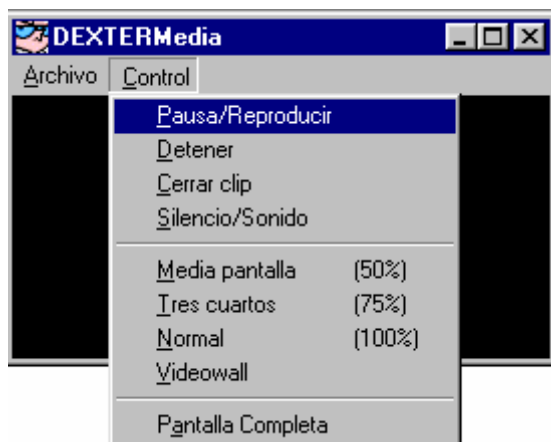 DEXTERMedia
Archivo Control
Pausa/Reproducir
Detener
Cerrar clip
Silencio/Sonido
Media pantalla (50%)
Tres cuartos (75%)
Normal (100%)
Videowall
Pantalla Completa